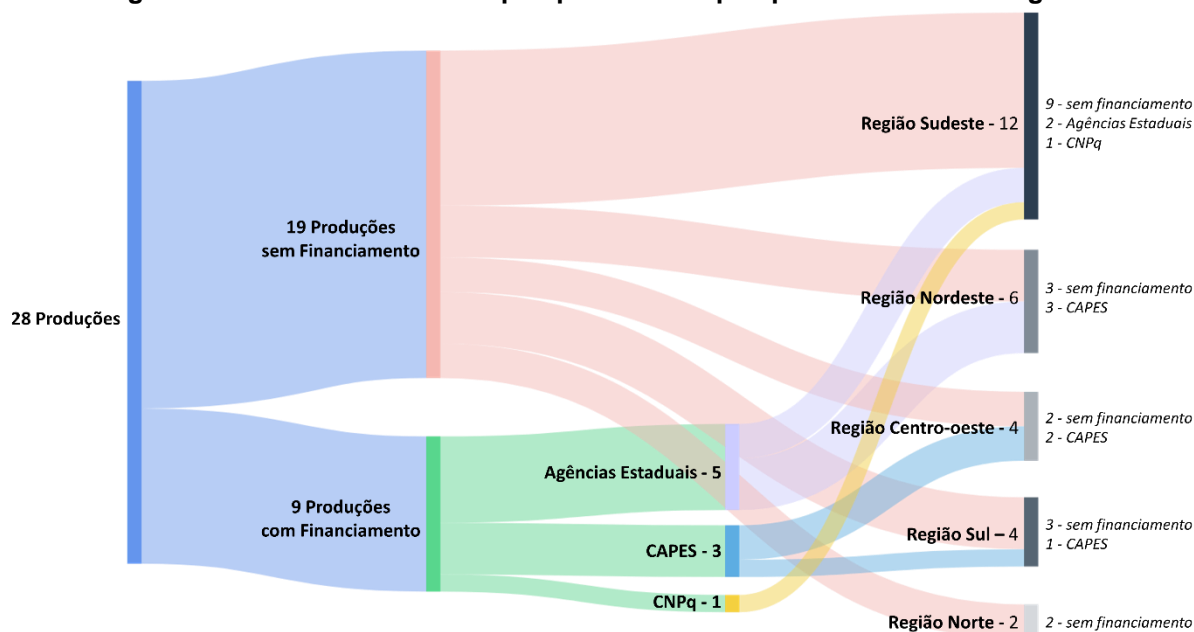 28 Produções
19 Produções
sem Financiamento
9 Produções
com Financiamento
Agências Estaduais - 5
CAPES - 3
CNPq - 1
Região Sudeste - 12
9 - sem financiamento
2 - Agências Estaduais
1 - CNPq
Região Nordeste - 6
3 - sem financiamento
3 - CAPES
Região Centro-oeste - 4
2 - sem financiamento
2 - CAPES
Região Sul – 4
3 - sem financiamento
1 - CAPES
Região Norte - 2
2 - sem financiamento